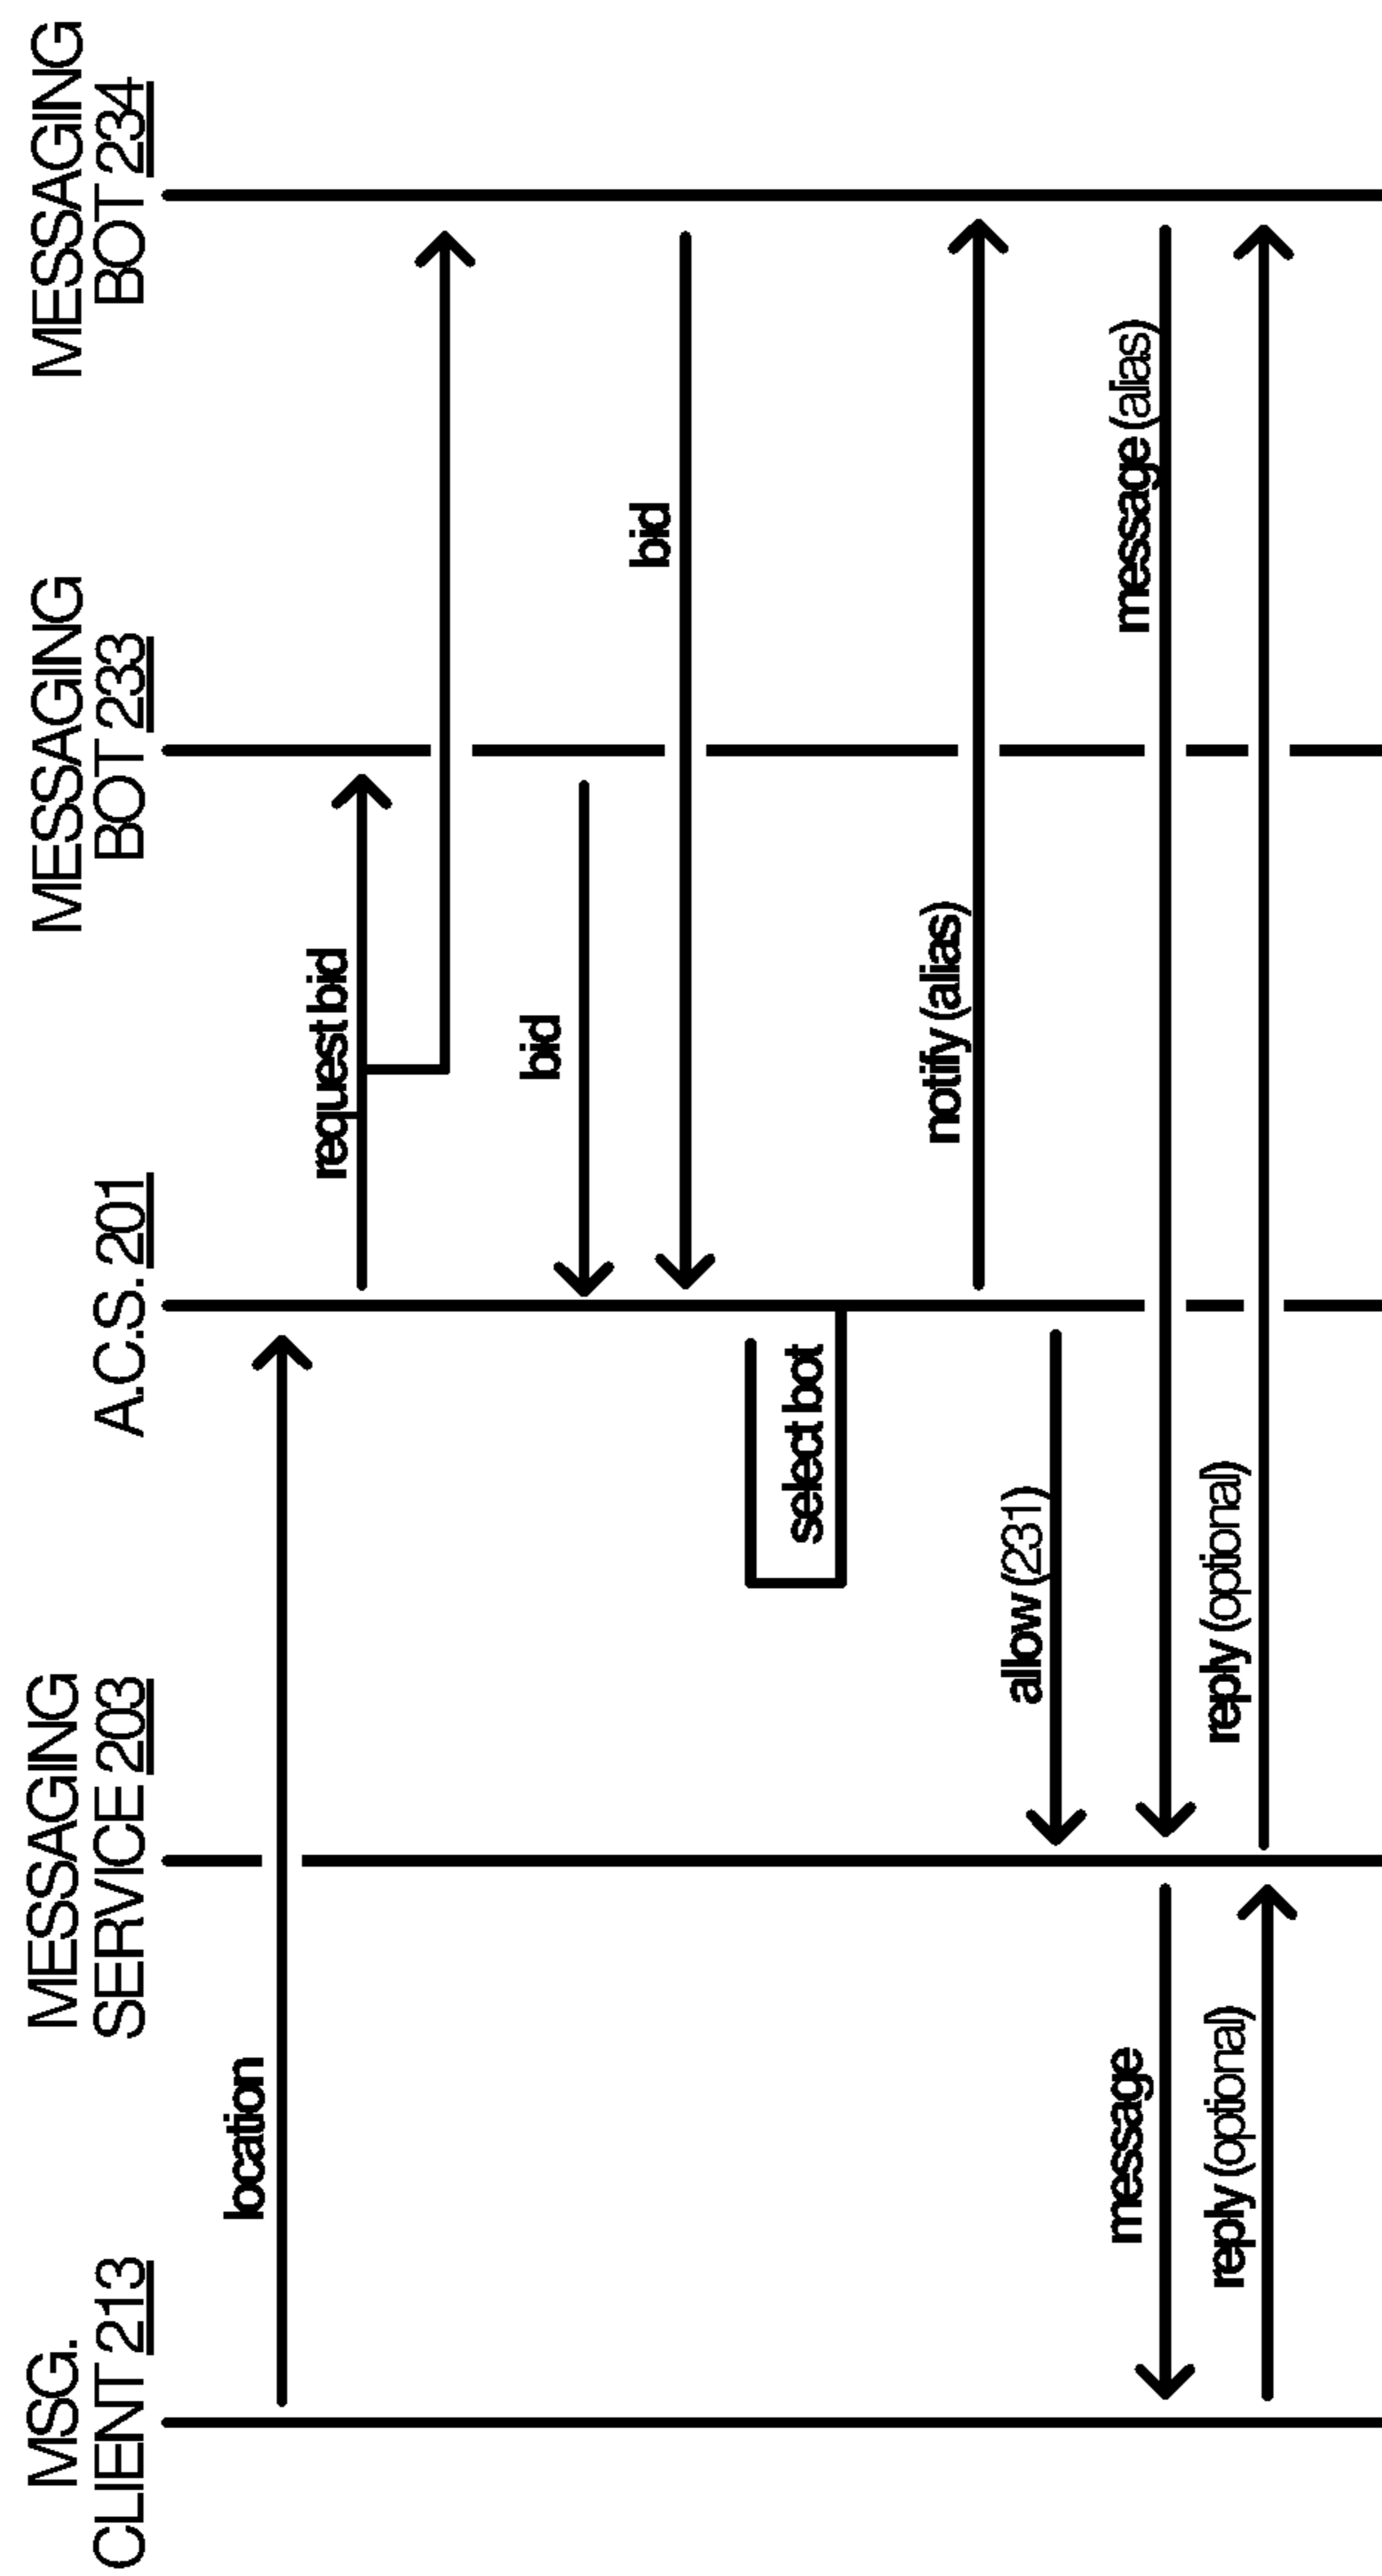 MSG.
CLIENT 213
MESSAGING
SERVICE 203
A.C.S. 201
MESSAGING
BOT 233
MESSAGING
BOT 234
location
request bid
bid
bid
select bot
notify (alias)
allow (231)
message
message (alias)
reply (optional)
reply (optional)